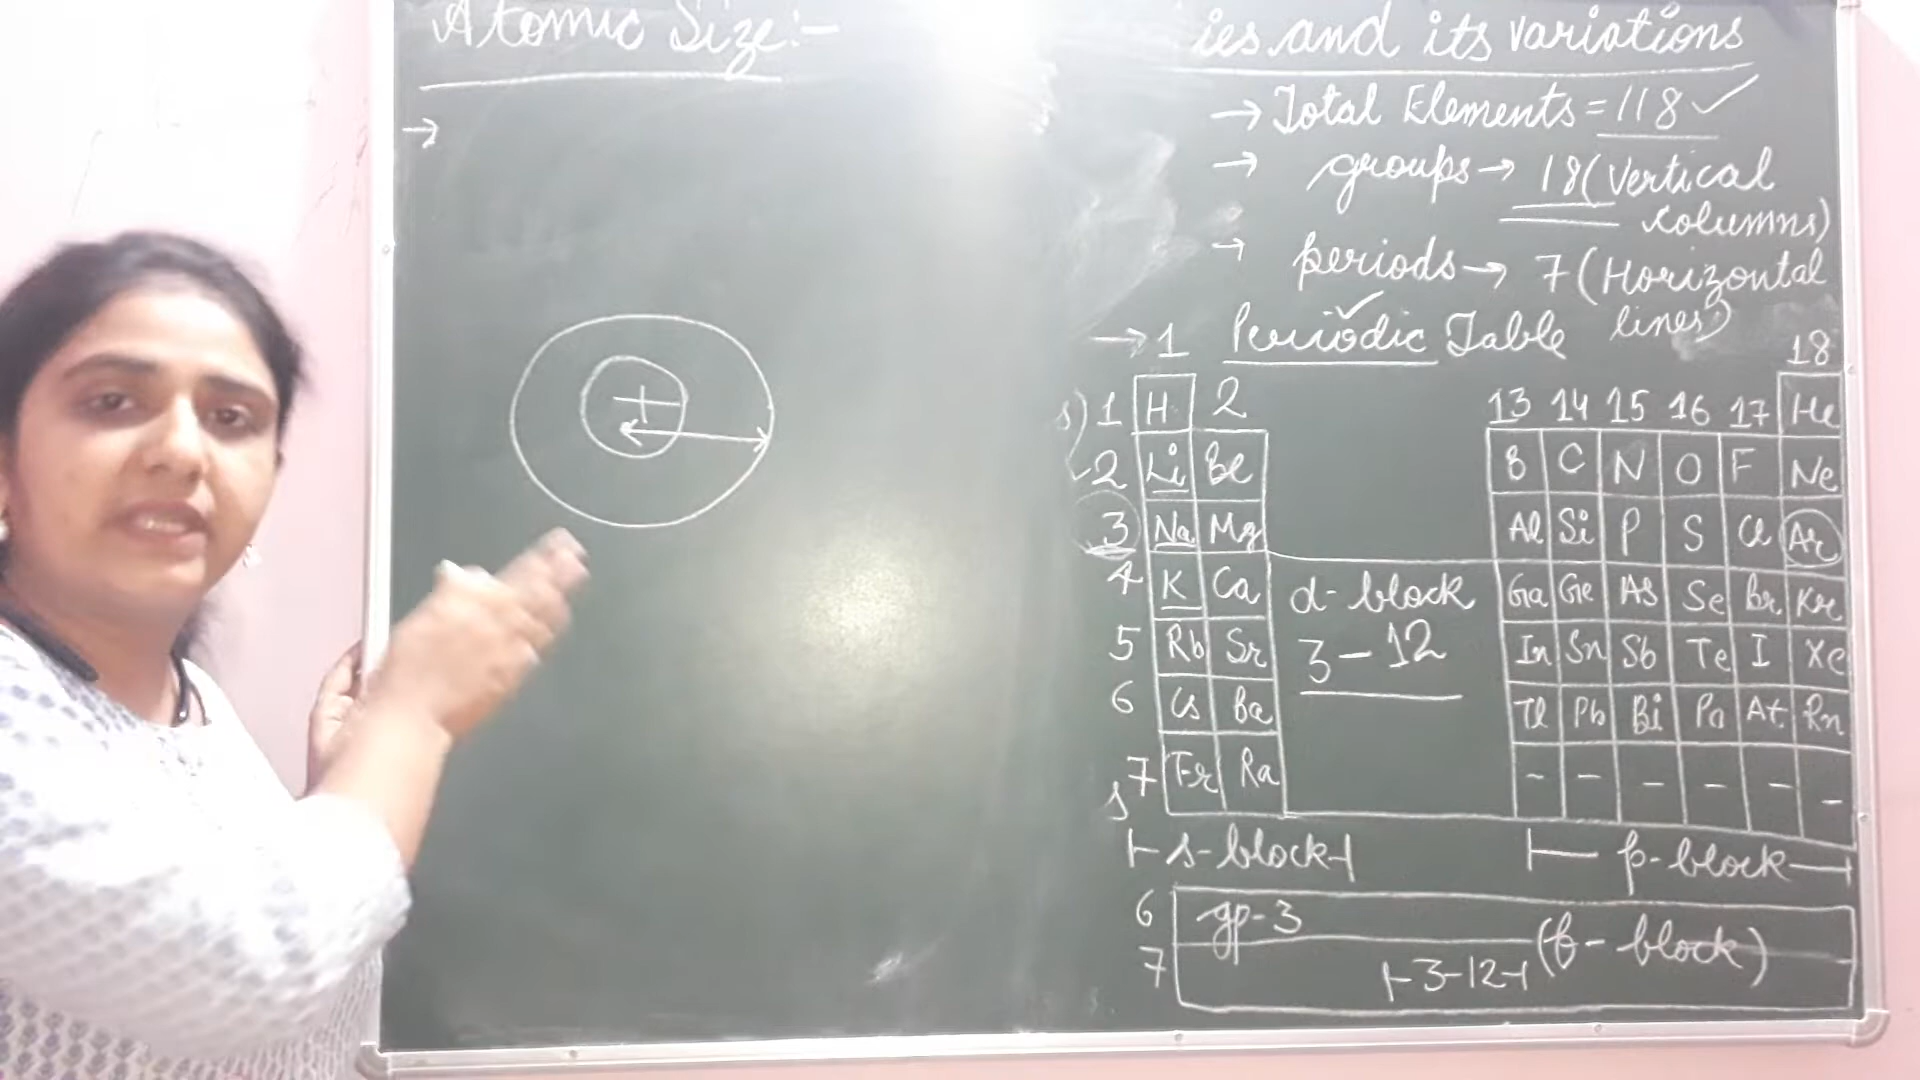 Atomic Size:-
→
ies and its variations
→ Total Elements = 118 ✓
→ groups → 18 (Vertical
columns)
→ periods → 7 (Horizontal
lines)
→ Periodic Table
1 18
1 H 2 13 14 15 16 17 He
2 Li Be B C N O F Ne
3 Na Mg Al Si P S Cl Ar
4 K Ca d-block Ga Ge As Se Br Kr
5 Rb Sr 3-12 In Sn Sb Te I Xe
6 Cs Ba Tl Pb Bi Po At Rn
7 Fr Ra - - - - - -
s-block p-block
6 gp-3
7 3-12 (f-block)
+